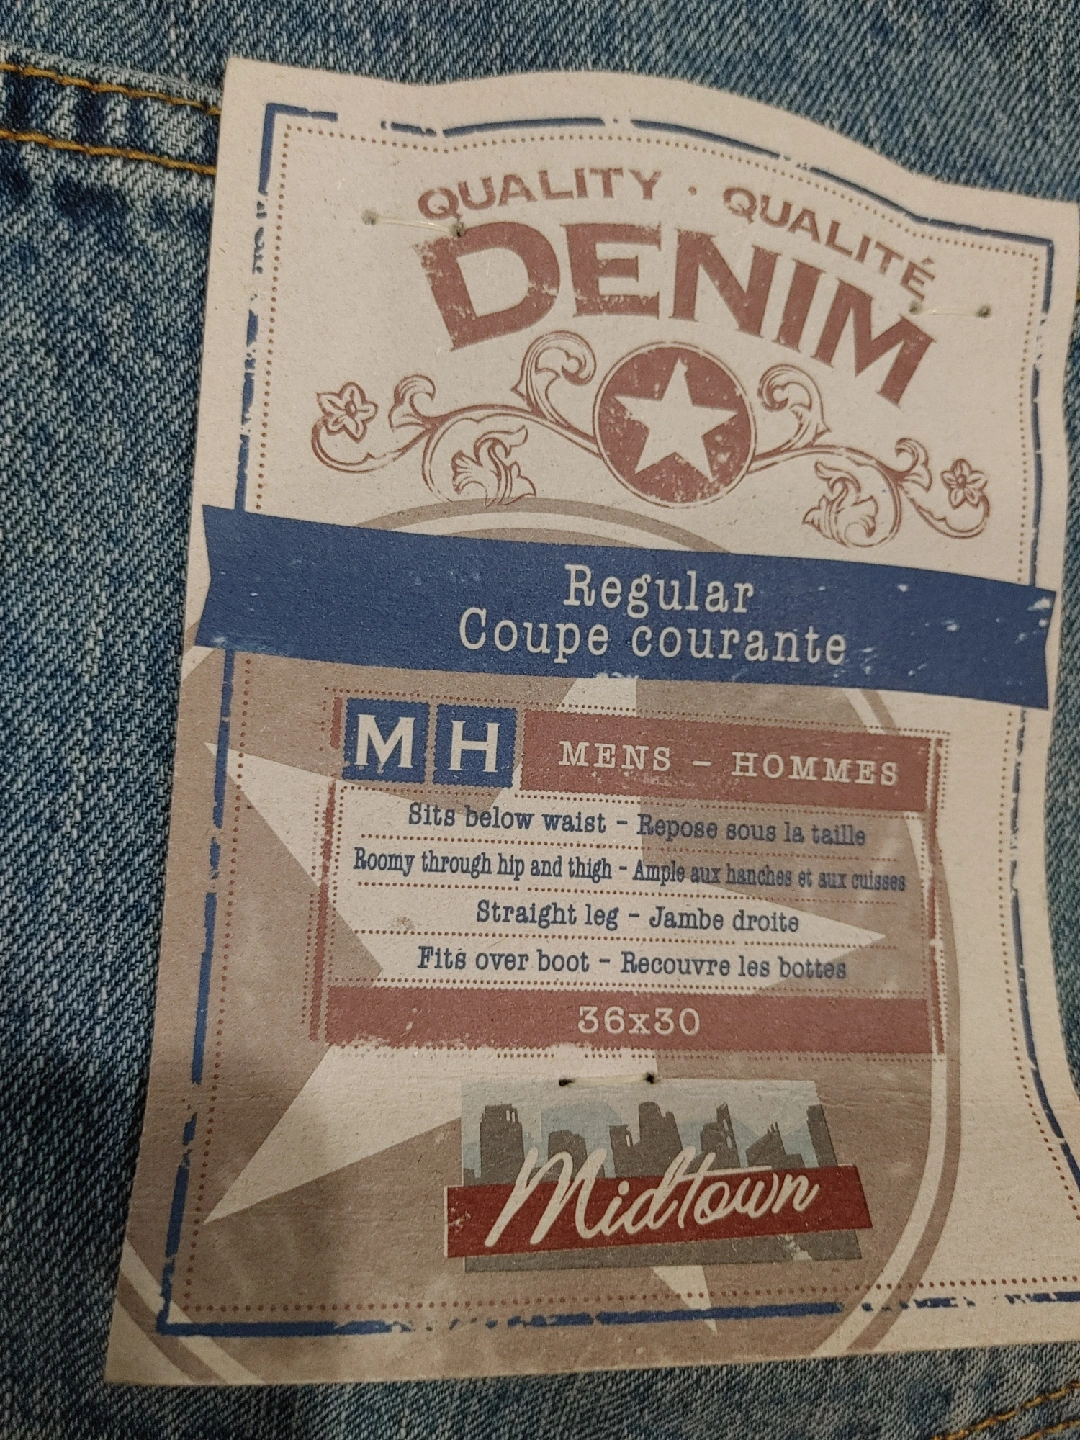 QUALITY · QUALITÉ
DENIM
Regular
Coupe courante
M H MENS – HOMMES
Sits below waist – Repose sous la taille
Roomy through hip and thigh – Ample aux hanches et aux cuisses
Straight leg – Jambe droite
Fits over boot – Recouvre les bottes
36x30
Midtown